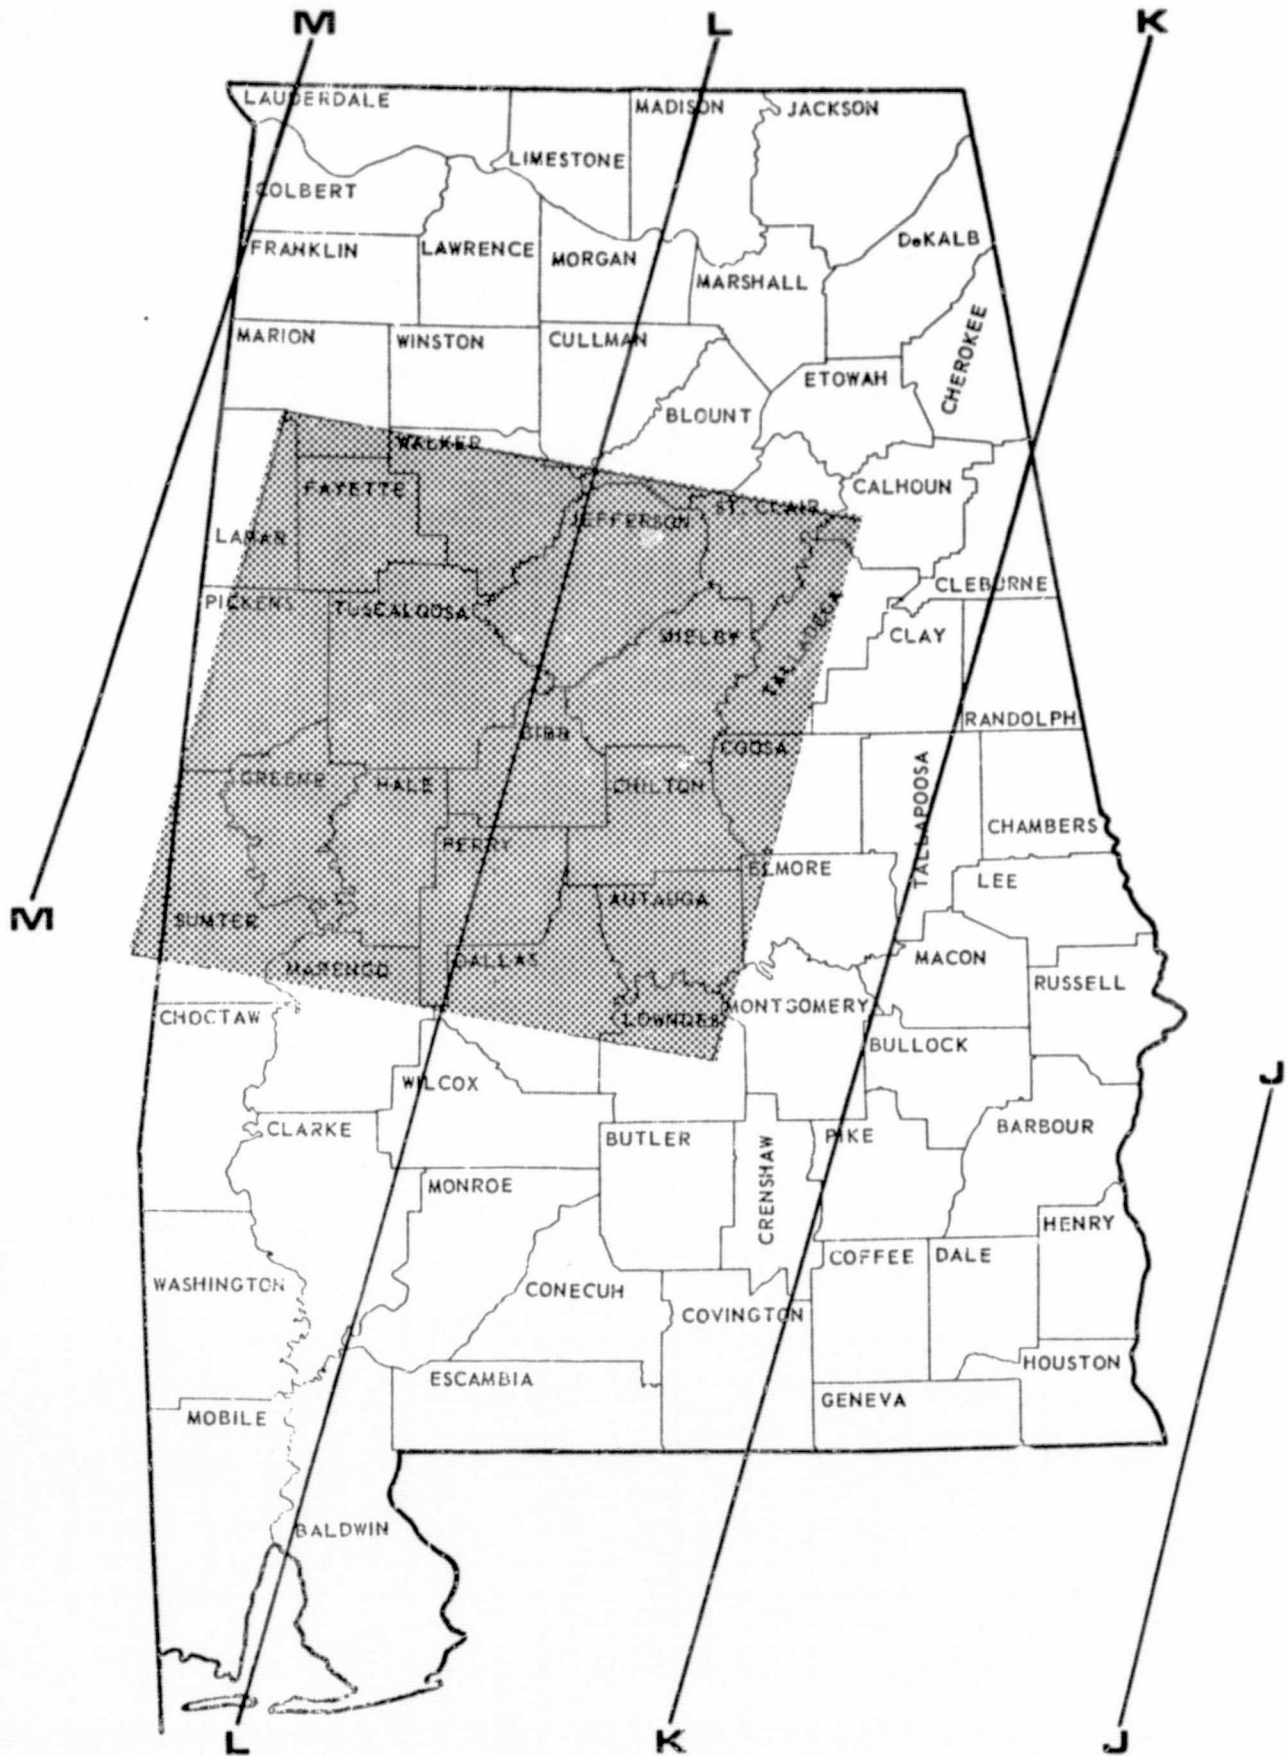 M L K
LAUDERDALE
MADISON
JACKSON
LIMESTONE
COLBERT
FRANKLIN
LAWRENCE
MORGAN
DeKALB
MARSHALL
MARION
WINSTON
CULLMAN
CHEROKEE
ETOWAH
BLOUNT
WALKER
FAYETTE
CALHOUN
ST. CLAIR
JEFFERSON
LAMAR
CLEBURNE
PICKENS
TUSCALOOSA
SHELBY
TALLADEGA
CLAY
RANDOLPH
BIBB
COOSA
GREENE
HALE
CHILTON
TALLAPOOSA
CHAMBERS
PERRY
ELMORE
LEE
AUTAUGA
M
SUMTER
MARENGO
DALLAS
MACON
RUSSELL
CHOCTAW
LOWNDES
MONTGOMERY
BULLOCK
J
WILCOX
CLARKE
BUTLER
CRENSHAW
PIKE
BARBOUR
MONROE
HENRY
WASHINGTON
CONECUH
COFFEE
DALE
COVINGTON
ESCAMBIA
HOUSTON
MOBILE
GENEVA
BALDWIN
L K J